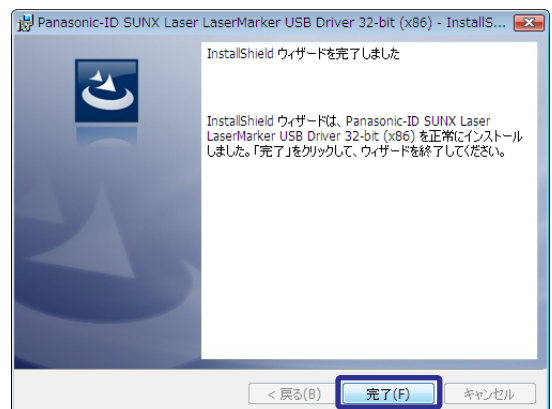 Panasonic-ID SUNX Laser LaserMarker USB Driver 32-bit (x86) - InstallS...
InstallShield ウィザードを完了しました
InstallShield ウィザードは、Panasonic-ID SUNX Laser
LaserMarker USB Driver 32-bit (x86) を正常にインストール
しました。「完了」をクリックして、ウィザードを終了してください。
< 戻る(B)
完了(F)
キャンセル